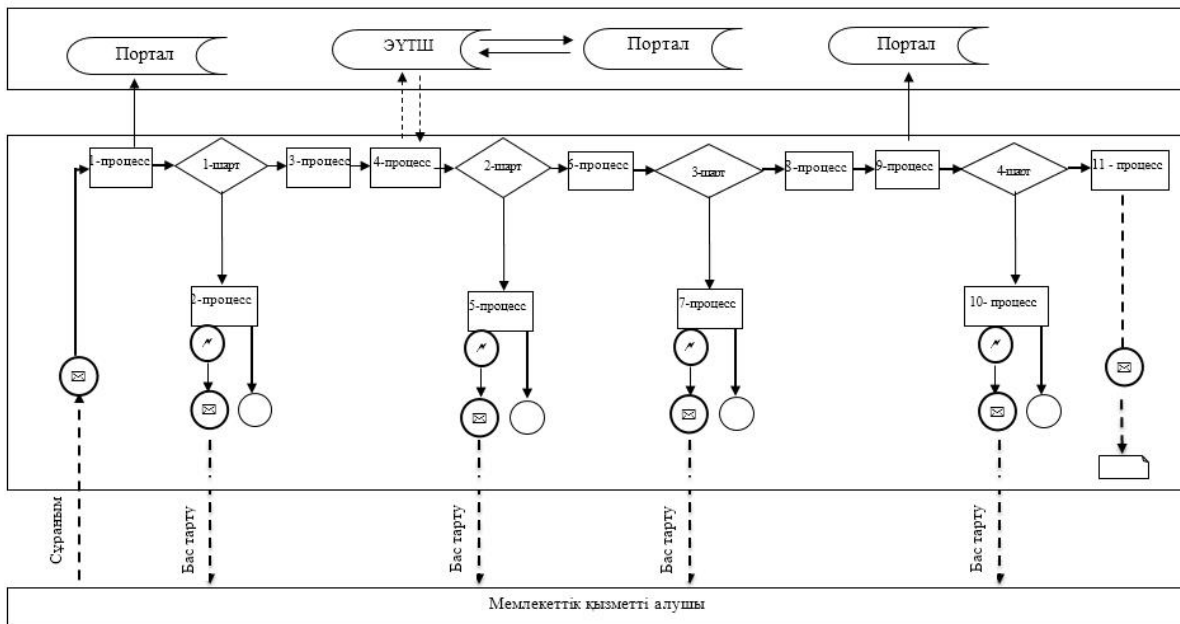 Портал
ЭҮТШ
Портал
Портал
1-процесс
1-шарт
3-процесс
4-процесс
2-шарт
6-процесс
3-шарт
8-процесс
9-процесс
4-шарт
11 - процесс
2-процесс
5-процесс
7-процесс
10- процесс
Сұраным
Бас тарту
Бас тарту
Бас тарту
Бас тарту
Мемлекеттік қызметті алушы